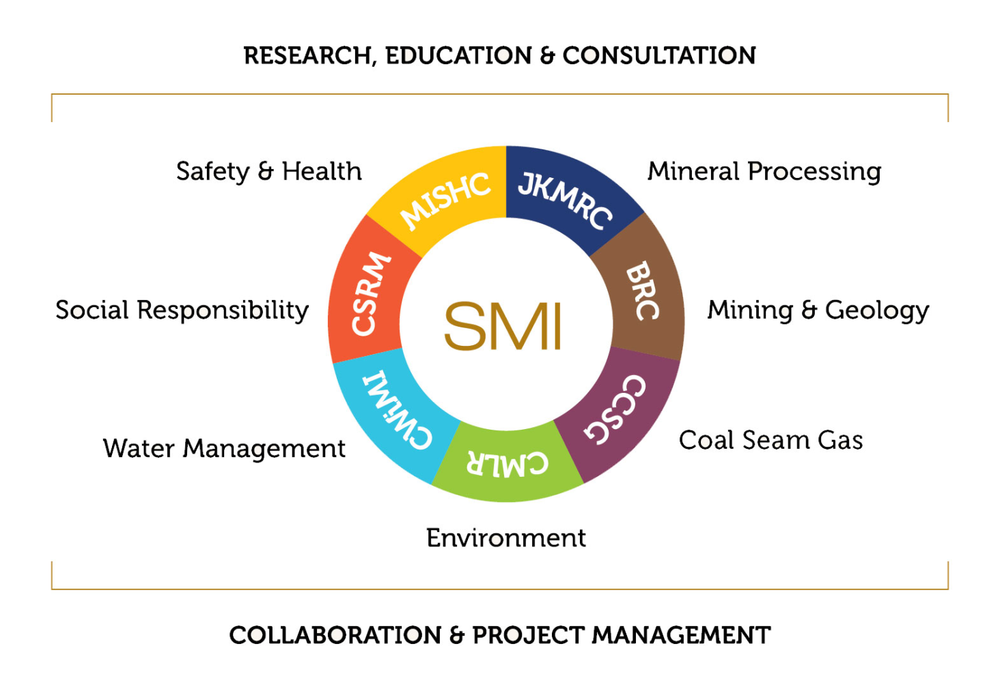 RESEARCH, EDUCATION & CONSULTATION
Safety & Health
MISHC
JKMRC
Mineral Processing
Social Responsibility
CSRM
SMI
BRC
Mining & Geology
Water Management
CWiMI
CMLR
CCSG
Coal Seam Gas
Environment
COLLABORATION & PROJECT MANAGEMENT